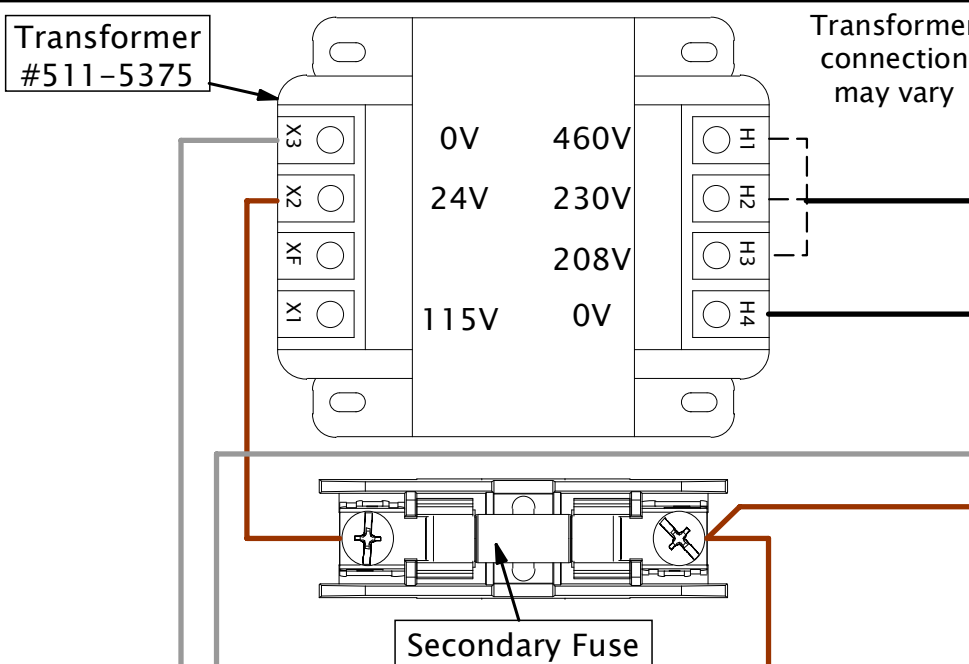 Transformer
#511-5375
Transformer
connection
may vary
X3 0V 460V H1
X2 24V 230V H2
XF 208V H3
X1 115V 0V H4
Secondary Fuse